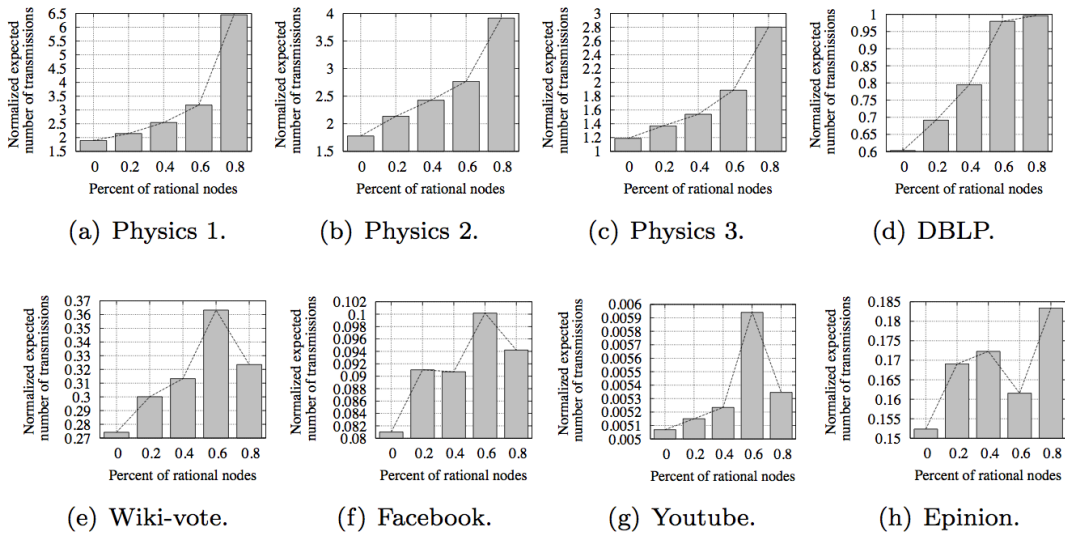 Normalized expected
number of transmissions
6.5
6
5.5
5
4.5
4
3.5
3
2.5
2
1.5
0 0.2 0.4 0.6 0.8
Percent of rational nodes
(a) Physics 1.
Normalized expected
number of transmissions
4
3.5
3
2.5
2
1.5
0 0.2 0.4 0.6 0.8
Percent of rational nodes
(b) Physics 2.
Normalized expected
number of transmissions
3
2.8
2.6
2.4
2.2
2
1.8
1.6
1.4
1.2
1
0 0.2 0.4 0.6 0.8
Percent of rational nodes
(c) Physics 3.
Normalized expected
number of transmissions
1
0.95
0.9
0.85
0.8
0.75
0.7
0.65
0.6
0 0.2 0.4 0.6 0.8
Percent of rational nodes
(d) DBLP.
Normalized expected
number of transmissions
0.37
0.36
0.35
0.34
0.33
0.32
0.31
0.3
0.29
0.28
0.27
0 0.2 0.4 0.6 0.8
Percent of rational nodes
(e) Wiki-vote.
Normalized expected
number of transmissions
0.102
0.1
0.098
0.096
0.094
0.092
0.09
0.088
0.086
0.084
0.082
0.08
0 0.2 0.4 0.6 0.8
Percent of rational nodes
(f) Facebook.
Normalized expected
number of transmissions
0.006
0.0059
0.0058
0.0057
0.0056
0.0055
0.0054
0.0053
0.0052
0.0051
0.005
0 0.2 0.4 0.6 0.8
Percent of rational nodes
(g) Youtube.
Normalized expected
number of transmissions
0.185
0.18
0.175
0.17
0.165
0.16
0.155
0.15
0 0.2 0.4 0.6 0.8
Percent of rational nodes
(h) Epinion.